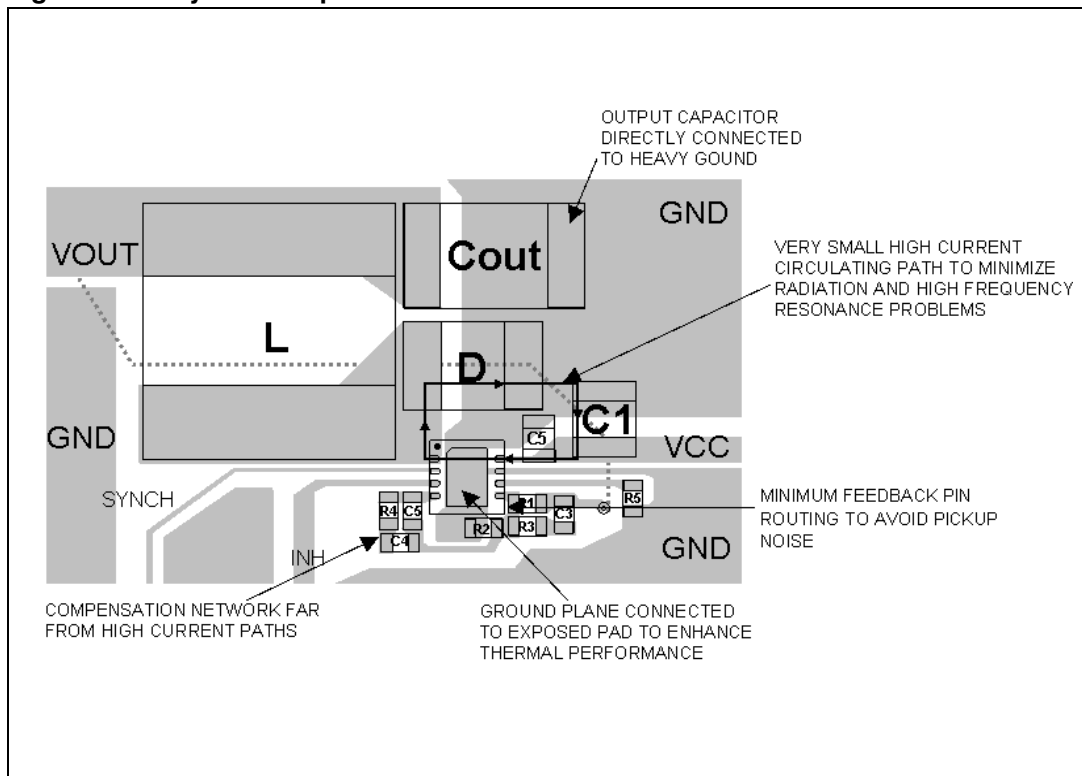 OUTPUT CAPACITOR
DIRECTLY CONNECTED
TO HEAVY GOUND
GND
VOUT
Cout
VERY SMALL HIGH CURRENT
CIRCULATING PATH TO MINIMIZE
RADIATION AND HIGH FREQUENCY
RESONANCE PROBLEMS
L
D
C1
GND
C5
VCC
SYNCH
R4
C5
R1
C3
R5
MINIMUM FEEDBACK PIN
ROUTING TO AVOID PICKUP
NOISE
R2
R3
C4
INH
GND
COMPENSATION NETWORK FAR
FROM HIGH CURRENT PATHS
GROUND PLANE CONNECTED
TO EXPOSED PAD TO ENHANCE
THERMAL PERFORMANCE